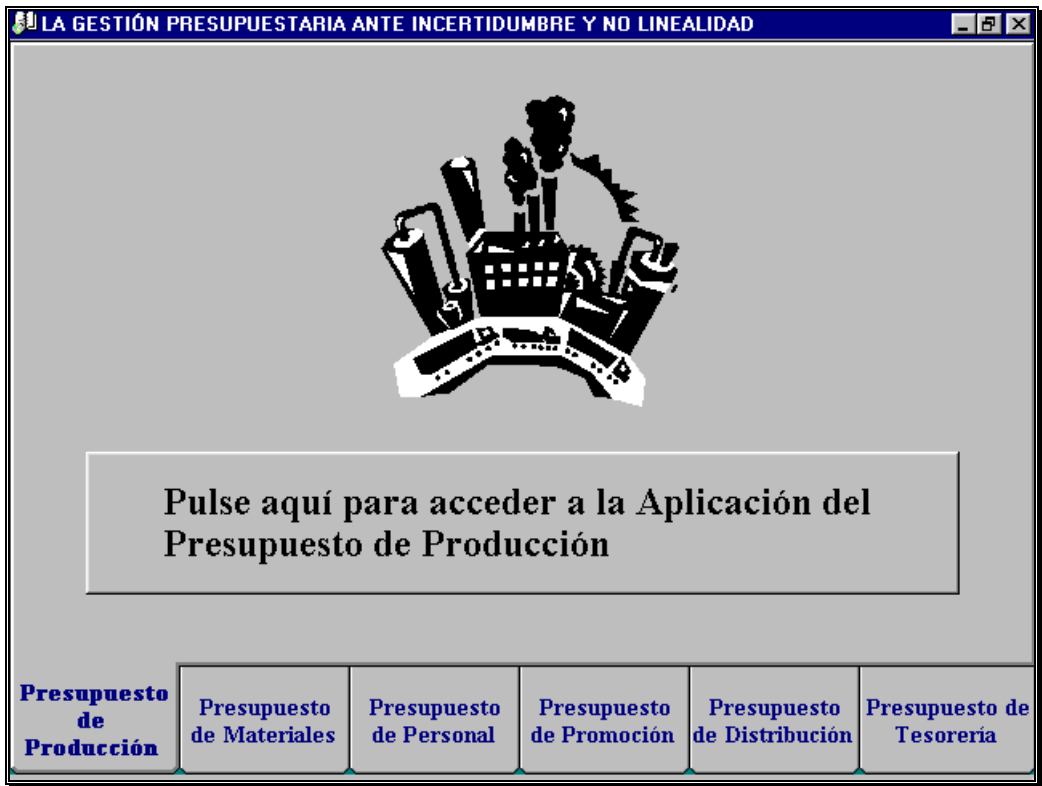 LA GESTIÓN PRESUPUESTARIA ANTE INCERTIDUMBRE Y NO LINEALIDAD
Pulse aquí para acceder a la Aplicación del
Presupuesto de Producción
Presupuesto
de
Producción
Presupuesto
de Materiales
Presupuesto
de Personal
Presupuesto
de Promoción
Presupuesto
de Distribución
Presupuesto de
Tesorería